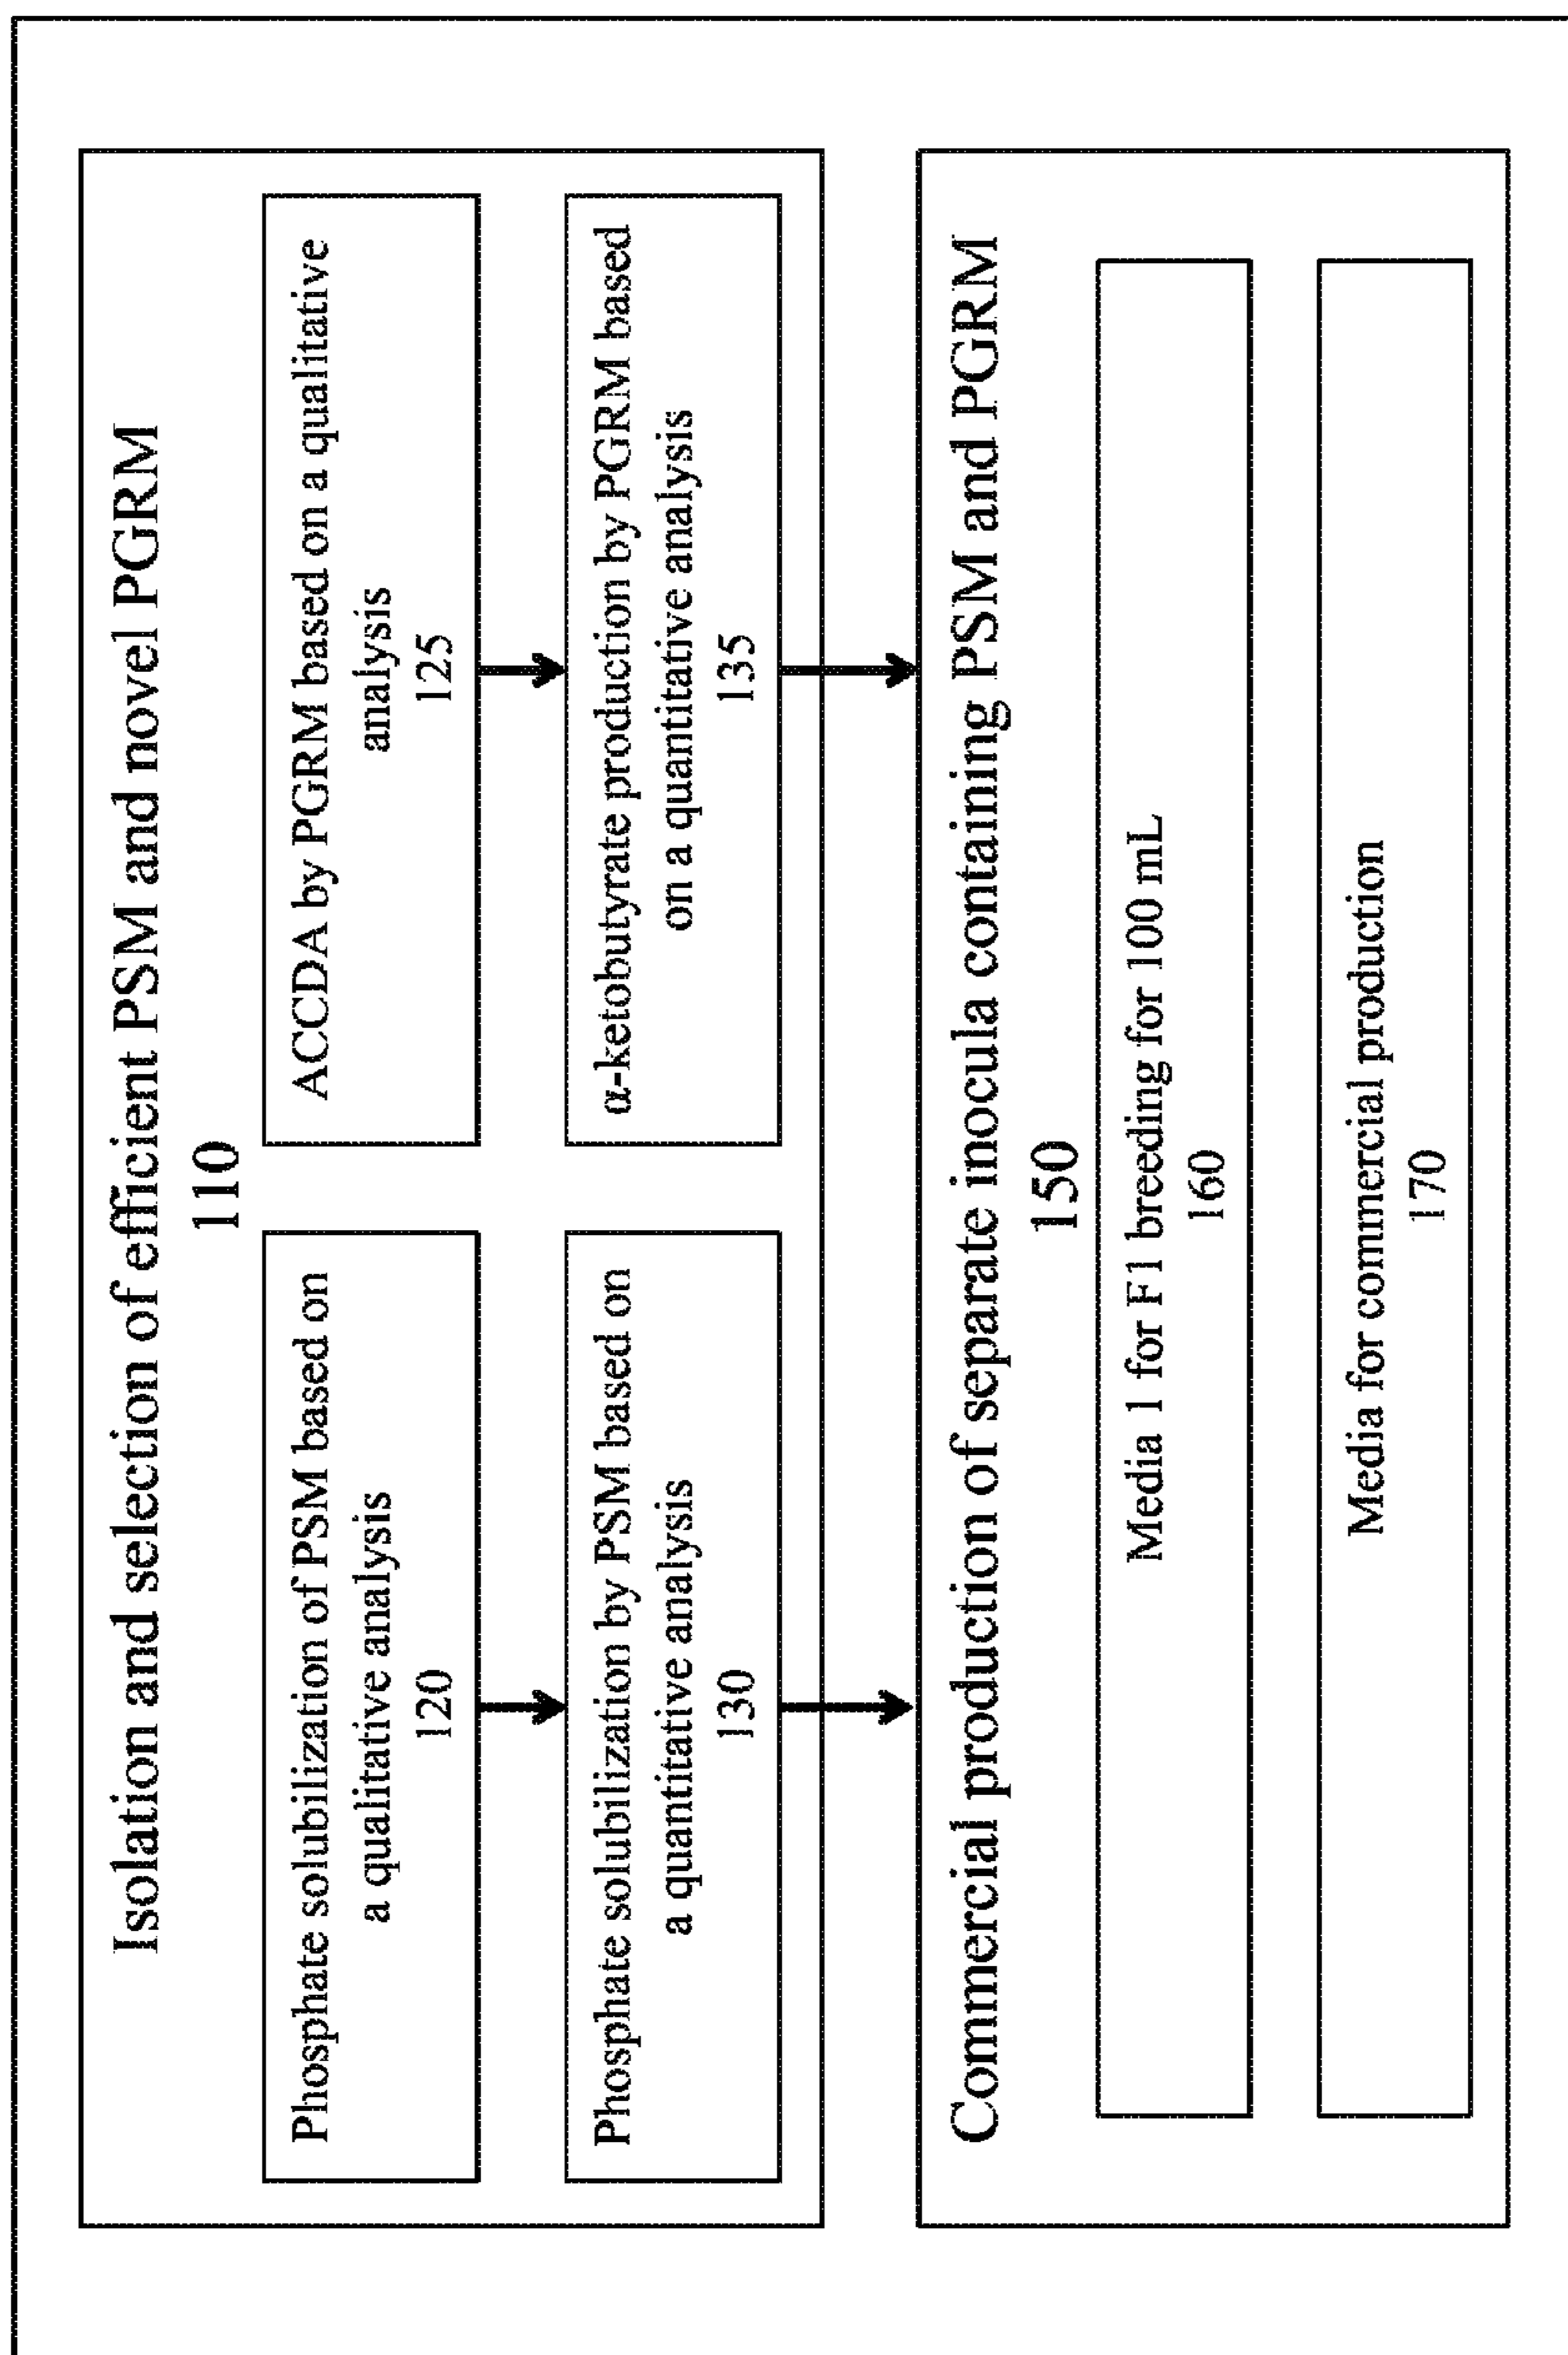 Isolation and selection of efficient PSM and novel PGRM
110
Phosphate solubilization of PSM based on
a qualitative analysis
120
ACCDA by PGRM based on a qualitative
analysis
125
Phosphate solubilization by PSM based on
a quantitative analysis
130
α-ketobutyrate production by PGRM based
on a quantitative analysis
135
Commercial production of separate inocula containing PSM and PGRM
150
Media 1 for F1 breeding for 100 mL
160
Media for commercial production
170